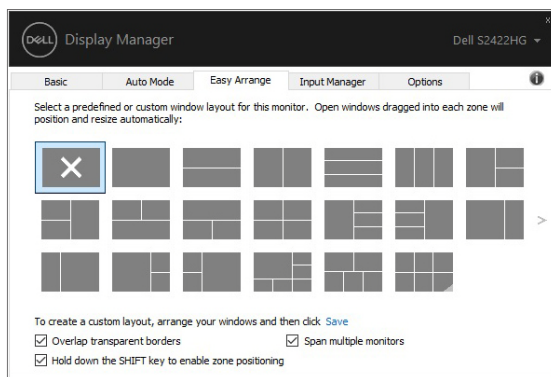 DELL Display Manager
Dell S2422HG
Basic
Auto Mode
Easy Arrange
Input Manager
Options
Select a predefined or custom window layout for this monitor. Open windows dragged into each zone will
position and resize automatically:
To create a custom layout, arrange your windows and then click Save
Overlap transparent borders
Span multiple monitors
Hold down the SHIFT key to enable zone positioning